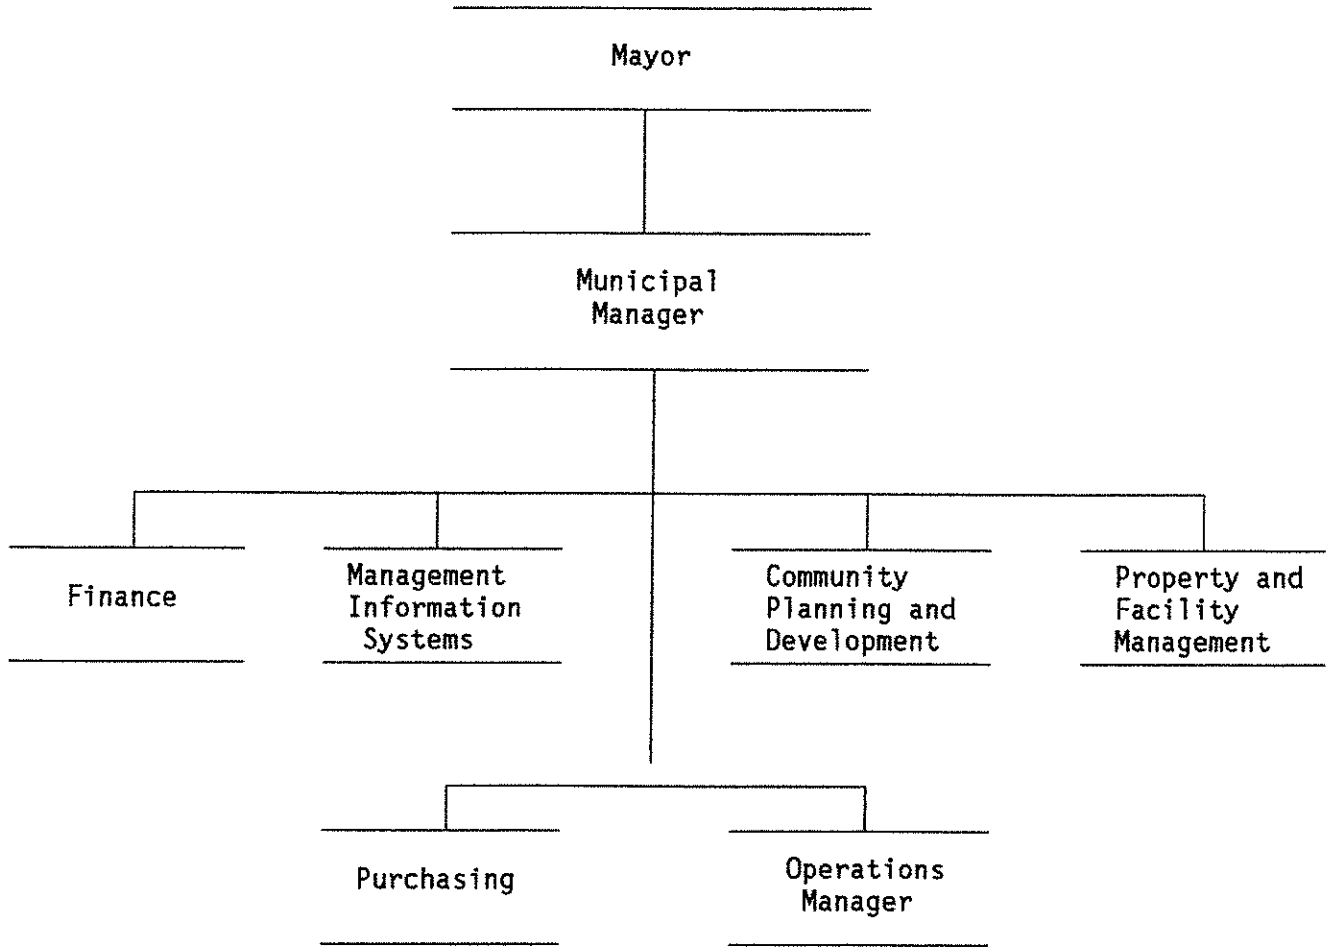 Mayor
Municipal
Manager
Finance
Management
Information
Systems
Community
Planning and
Development
Property and
Facility
Management
Purchasing
Operations
Manager